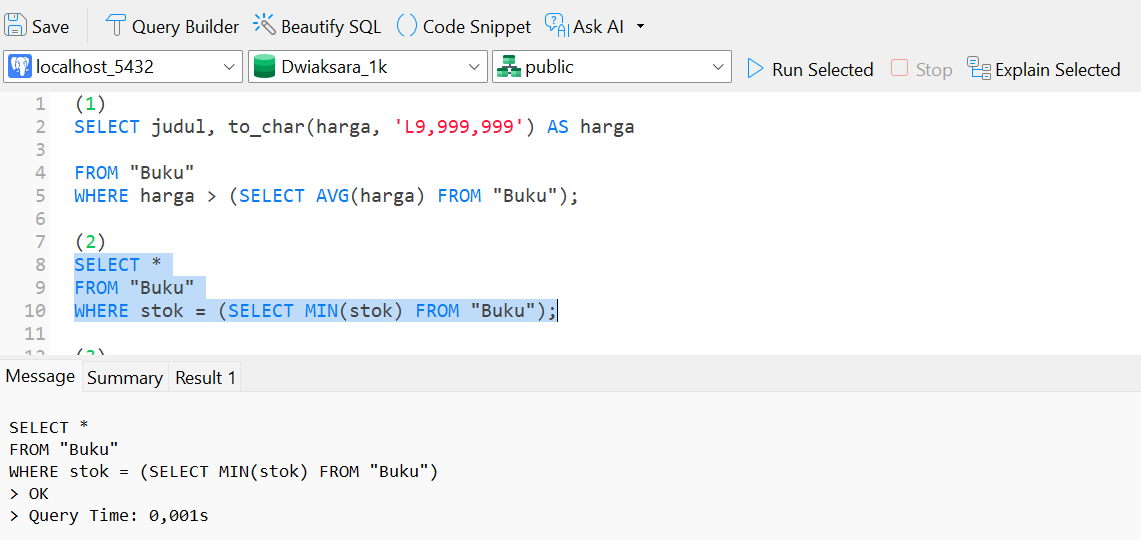 Save Query Builder Beautify SQL Code Snippet Ask AI
localhost_5432 Dwiaksara_1k public Run Selected Stop Explain Selected
1 (1)
2 SELECT judul, to_char(harga, 'L9,999,999') AS harga
3
4 FROM "Buku"
5 WHERE harga > (SELECT AVG(harga) FROM "Buku");
6
7 (2)
8 SELECT *
9 FROM "Buku"
10 WHERE stok = (SELECT MIN(stok) FROM "Buku");
11
12 (3)
Message Summary Result 1
SELECT *
FROM "Buku"
WHERE stok = (SELECT MIN(stok) FROM "Buku")
> OK
> Query Time: 0,001s